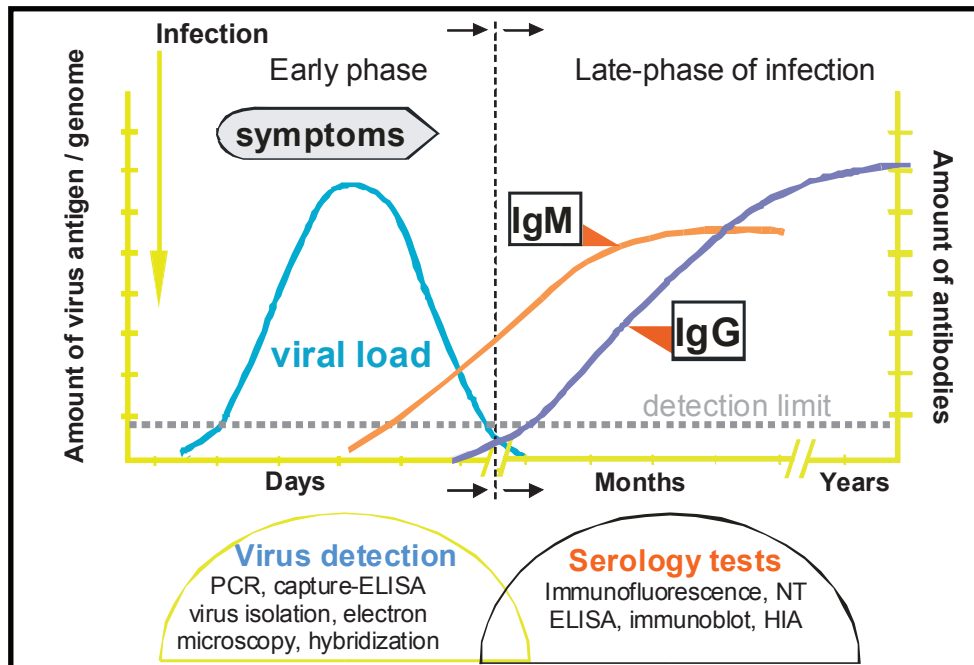 Infection
Early phase
Late-phase of infection
symptoms
Amount of virus antigen / genome
Amount of antibodies
IgM
IgG
viral load
detection limit
Days
Months
Years
Virus detection
PCR, capture-ELISA
virus isolation, electron
microscopy, hybridization
Serology tests
Immunofluorescence, NT
ELISA, immunoblot, HIA